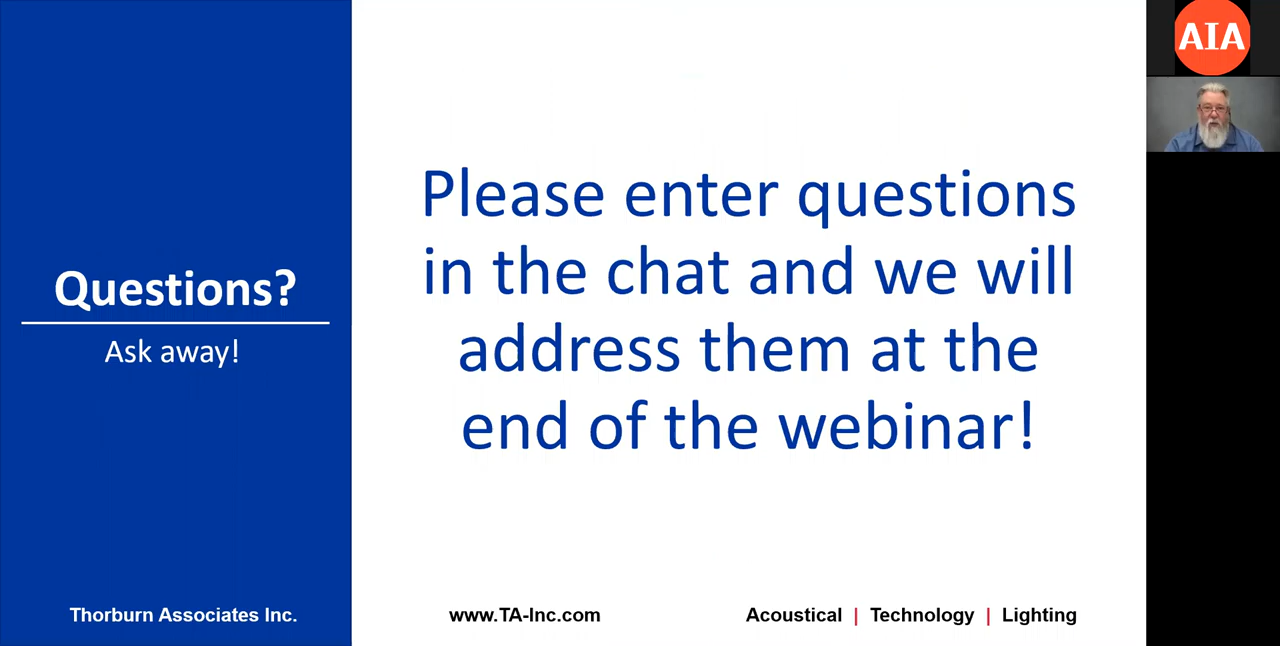 Questions?
Ask away!
Please enter questions
in the chat and we will
address them at the
end of the webinar!
Thorburn Associates Inc.
www.TA-Inc.com
Acoustical | Technology | Lighting
AIA